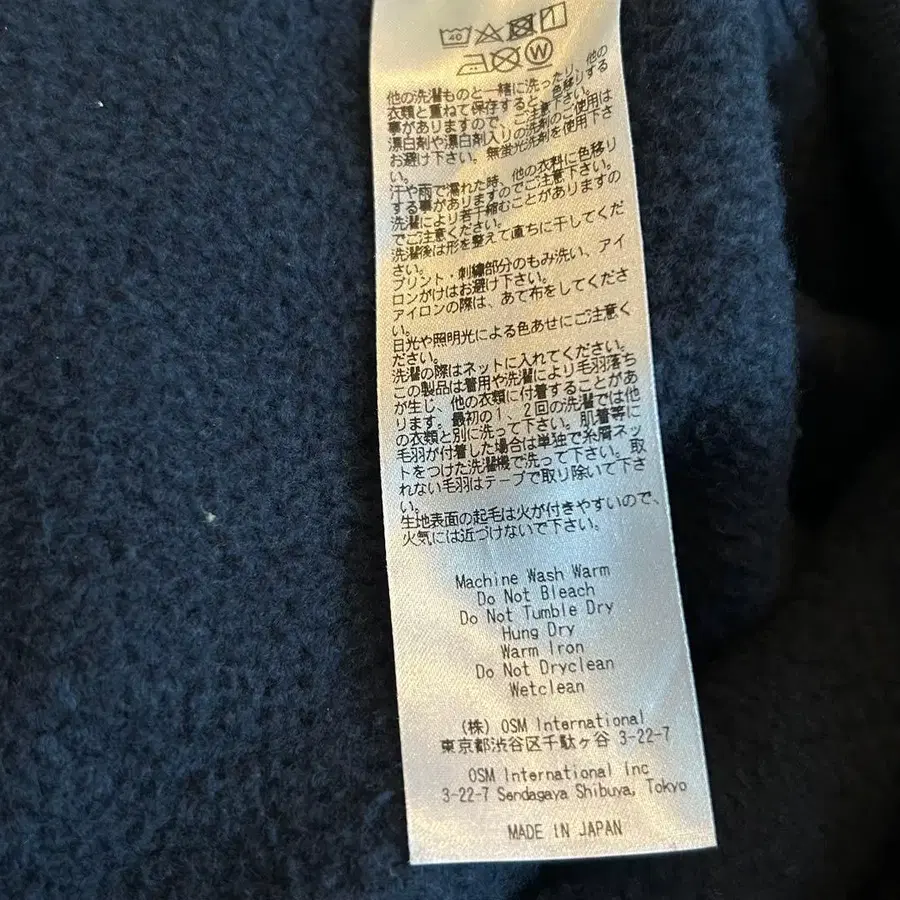 40
W
他の洗濯ものと一緒に洗ったり、他の
衣類と重ねて保存すると、色移りする
事がありますので、ご注意下さい。
漂白剤や漂白剤入りの洗剤のご使用は
お避け下さい。無蛍光洗剤を使用下さ
い。
汗や雨で濡れた時、他の衣料に色移り
する事がありますのでご注意下さい。
洗濯により若干縮むことがありますの
でご注意ください。
洗濯後は形を整えて直ちに干してくだ
さい。
プリント・刺繍部分のもみ洗い、アイ
ロンがけはお避け下さい。
アイロンの際は、あて布をしてくださ
い。
日光や照明光による色あせにご注意く
ださい。
洗濯の際はネットに入れてください。
この製品は着用や洗濯により毛羽落ち
が生じ、他の衣類に付着することがあ
ります。最初の1、2回の洗濯では他
の衣類と別に洗って下さい。肌着等に
毛羽が付着した場合は単独で糸屑ネッ
トをつけた洗濯機で洗って下さい。取
れない毛羽はテープで取り除いて下さ
い。
生地表面の起毛は火が付きやすいので、
火気には近づけないで下さい。
Machine Wash Warm
Do Not Bleach
Do Not Tumble Dry
Hung Dry
Warm Iron
Do Not Dryclean
Wetclean
(株) OSM International
東京都渋谷区千駄ヶ谷 3-22-7
OSM International Inc
3-22-7 Sendagaya Shibuya, Tokyo
MADE IN JAPAN